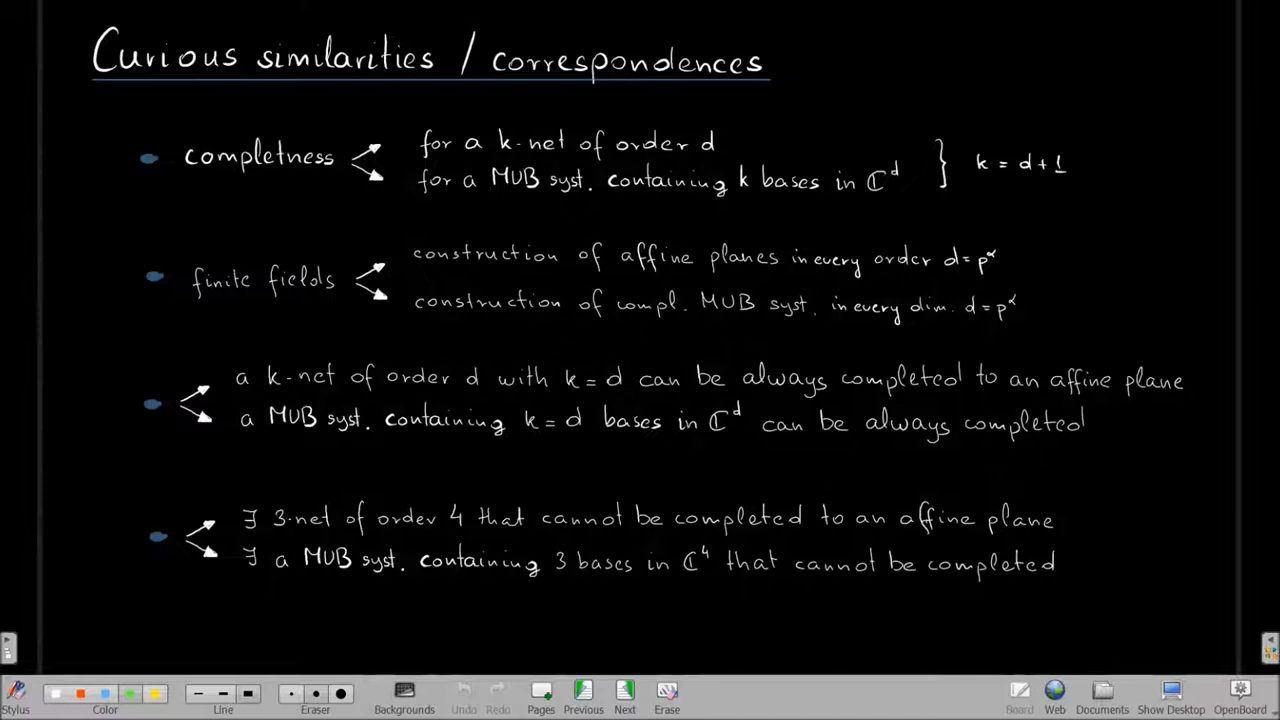 Curious similarities / correspondences
completness
for a k-net of order d
for a MUB syst. containing k bases in ℂᵈ
} k = d+1
finite fields
construction of affine planes in every order d=p^α
construction of compl. MUB syst. in every dim. d=p^α
a k-net of order d with k=d can be always completed to an affine plane
a MUB syst. containing k=d bases in ℂᵈ can be always completed
∃ 3-net of order 4 that cannot be completed to an affine plane
∃ a MUB syst. containing 3 bases in ℂ⁴ that cannot be completed
Stylus
Color
Line
Eraser
Backgrounds
Undo
Redo
Pages
Previous
Next
Erase
Board
Web
Documents
Show Desktop
OpenBoard